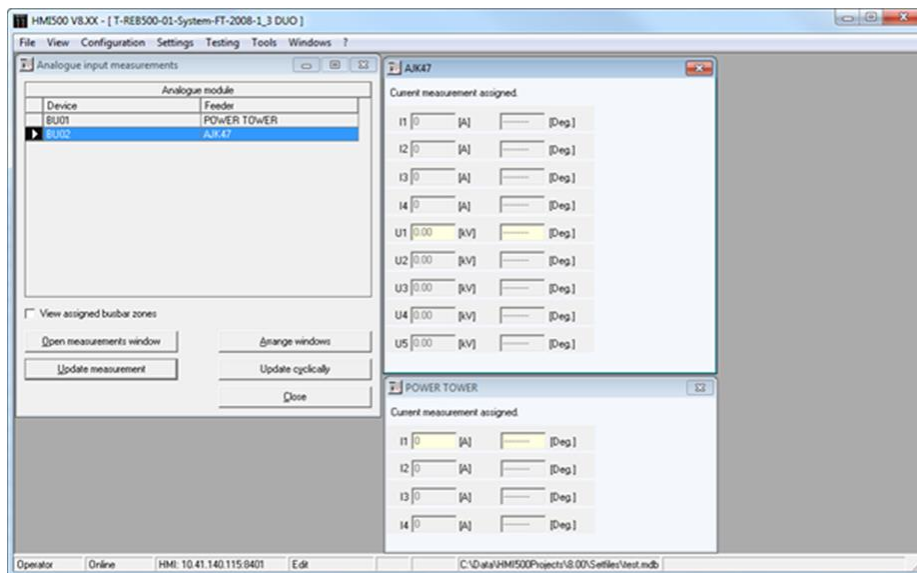 HMI500 V8.XX - [ T-REB500-01-System-FT-2008-1_3 DUO ]
File View Configuration Settings Testing Tools Windows ?
Analogue input measurements
Analogue module
Device Feeder
BU01 POWER TOWER
BU02 AJK47
View assigned busbar zones
Open measurements window Arrange windows
Update measurement Update cyclically
Close
AJK47
Current measurement assigned.
I1 0 [A] ------- [Deg.]
I2 0 [A] ------- [Deg.]
I3 0 [A] ------- [Deg.]
I4 0 [A] ------- [Deg.]
U1 0.00 [kV] ------- [Deg.]
U2 0.00 [kV] ------- [Deg.]
U3 0.00 [kV] ------- [Deg.]
U4 0.00 [kV] ------- [Deg.]
U5 0.00 [kV] ------- [Deg.]
POWER TOWER
Current measurement assigned.
I1 0 [A] ------- [Deg.]
I2 0 [A] ------- [Deg.]
I3 0 [A] ------- [Deg.]
I4 0 [A] ------- [Deg.]
Operator Online HMI: 10.41.140.115:8401 Edit C:\Data\HMI500Projects\8.00\Setfiles\test.mdb